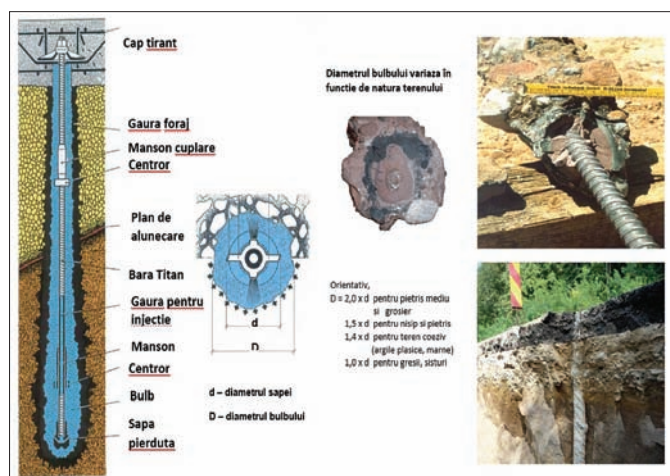 Cap tirant
Gaura foraj
Manson cuplare
Centror
Plan de
alunecare
Bara Titan
Gaura pentru
injectie
Manson
Centror
Bulb
Sapa
pierduta
d
D
d – diametrul sapei
D – diametrul bulbului
Diametrul bulbului variaza în
functie de natura terenului
Orientativ,
D = 2,0 x d pentru pietris mediu
si grosier
1,5 x d pentru nisip si pietris
1,4 x d pentru teren coeziv
(argile plasice, marne)
1,0 x d pentru gresii, sisturi